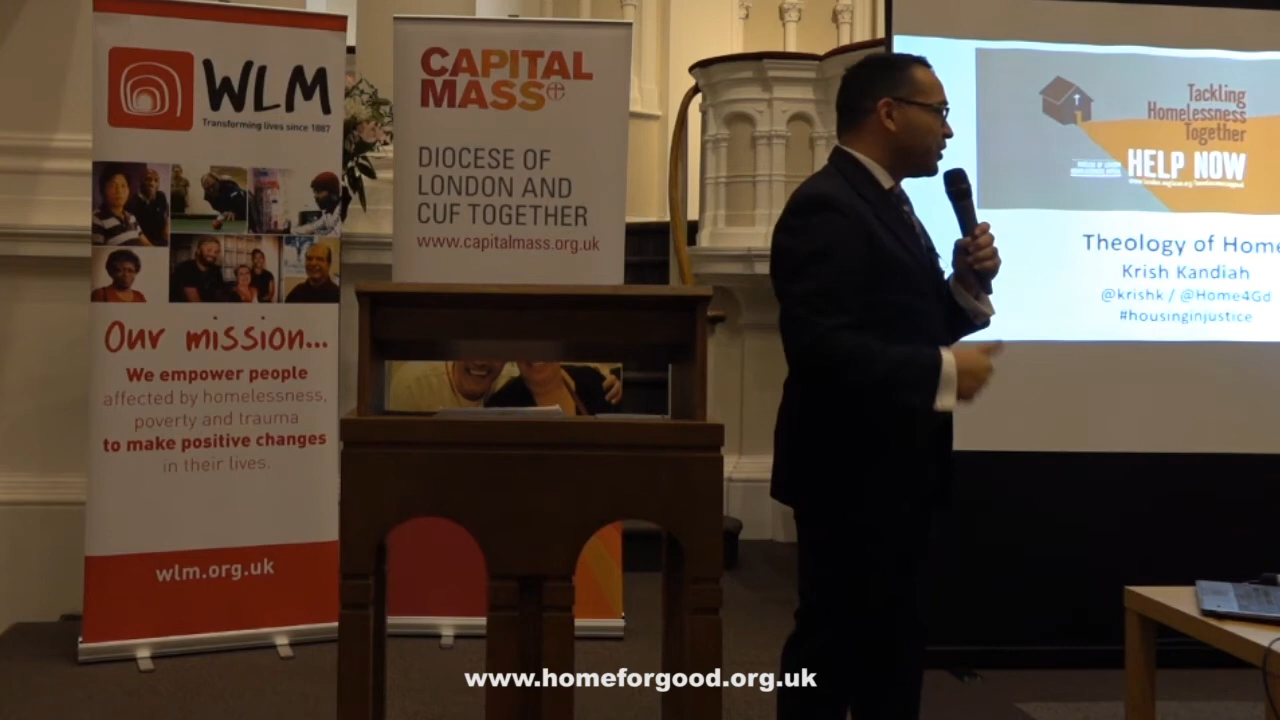 WLM
Transforming lives since 1887
Our mission...
We empower people
affected by homelessness,
poverty and trauma
to make positive changes
in their lives.
wlm.org.uk
CAPITAL
MASS
DIOCESE OF
LONDON AND
CUF TOGETHER
www.capitalmass.org.uk
Tackling
Homelessness
Together
HELP NOW
Theology of Home
Krish Kandiah
@krishk / @Home4Gd
#housinginjustice
www.homeforgood.org.uk